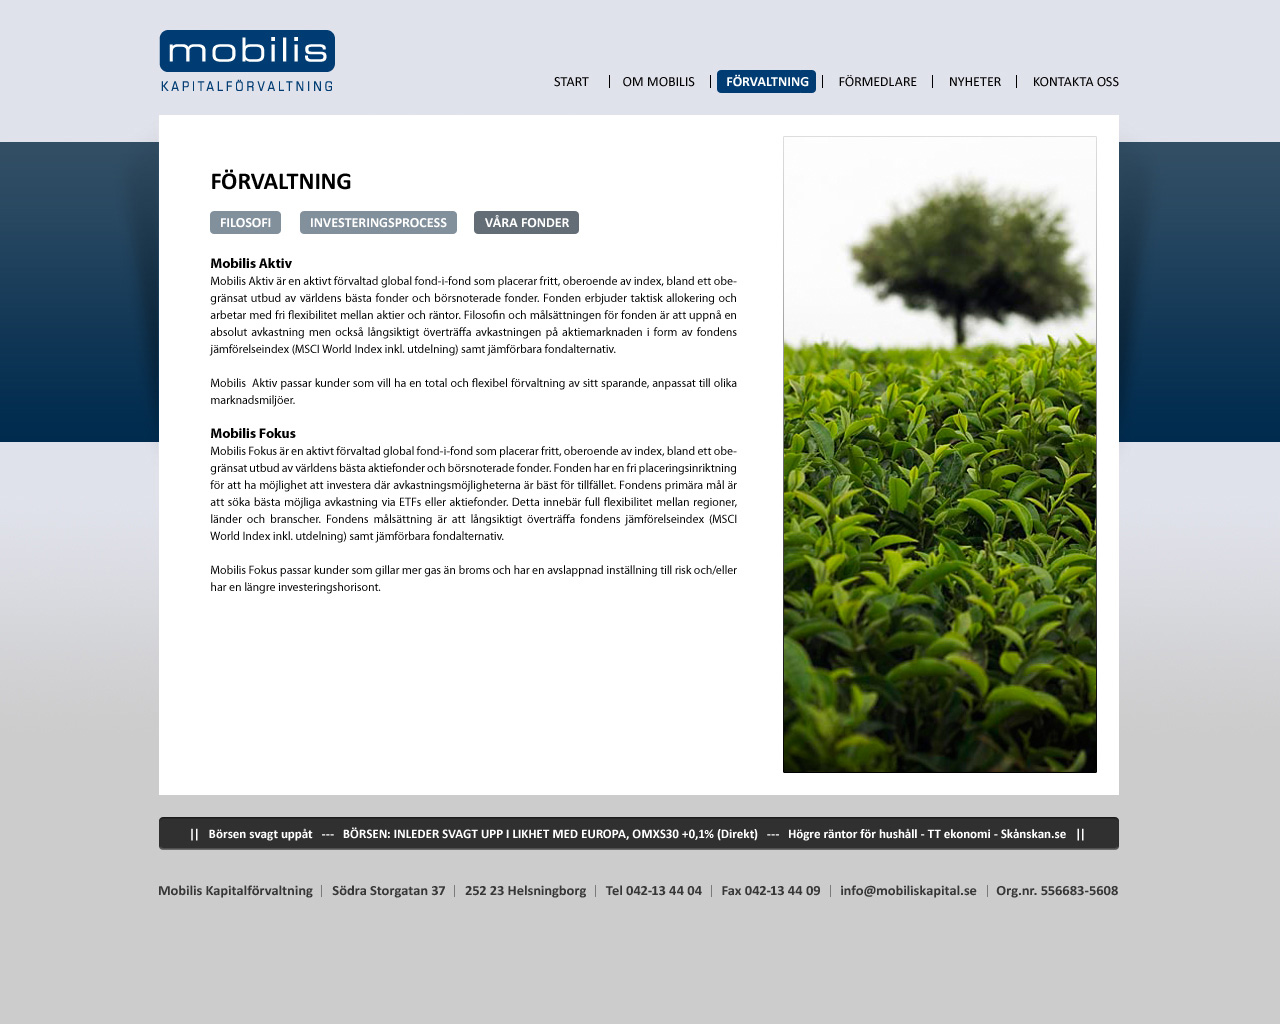 mobilis
KAPITALFÖRVALTNING
START | OM MOBILIS | FÖRVALTNING | FÖRMEDLARE | NYHETER | KONTAKTA OSS
FÖRVALTNING
FILOSOFI INVESTERINGSPROCESS VÅRA FONDER
Mobilis Aktiv
Mobilis Aktiv är en aktivt förvaltad global fond-i-fond som placerar fritt, oberoende av index, bland ett obe-
gränsat utbud av världens bästa fonder och börsnoterade fonder. Fonden erbjuder taktisk allokering och
arbetar med fri flexibilitet mellan aktier och räntor. Filosofin och målsättningen för fonden är att uppnå en
absolut avkastning men också långsiktigt överträffa avkastningen på aktiemarknaden i form av fondens
jämförelseindex (MSCI World Index inkl. utdelning) samt jämförbara fondalternativ.
Mobilis Aktiv passar kunder som vill ha en total och flexibel förvaltning av sitt sparande, anpassat till olika
marknadsmiljöer.
Mobilis Fokus
Mobilis Fokus är en aktivt förvaltad global fond-i-fond som placerar fritt, oberoende av index, bland ett obe-
gränsat utbud av världens bästa aktiefonder och börsnoterade fonder. Fonden har en fri placeringsinriktning
för att ha möjlighet att investera där avkastningsmöjligheterna är bäst för tillfället. Fondens primära mål är
att söka bästa möjliga avkastning via ETFs eller aktiefonder. Detta innebär full flexibilitet mellan regioner,
länder och branscher. Fondens målsättning är att långsiktigt överträffa fondens jämförelseindex (MSCI
World Index inkl. utdelning) samt jämförbara fondalternativ.
Mobilis Fokus passar kunder som gillar mer gas än broms och har en avslappnad inställning till risk och/eller
har en längre investeringshorisont.
|| Börsen svagt uppåt --- BÖRSEN: INLEDER SVAGT UPP I LIKHET MED EUROPA, OMXS30 +0,1% (Direkt) --- Högre räntor för hushåll - TT ekonomi - Skånskan.se ||
Mobilis Kapitalförvaltning | Södra Storgatan 37 | 252 23 Helsningborg | Tel 042-13 44 04 | Fax 042-13 44 09 | info@mobiliskapital.se | Org.nr. 556683-5608